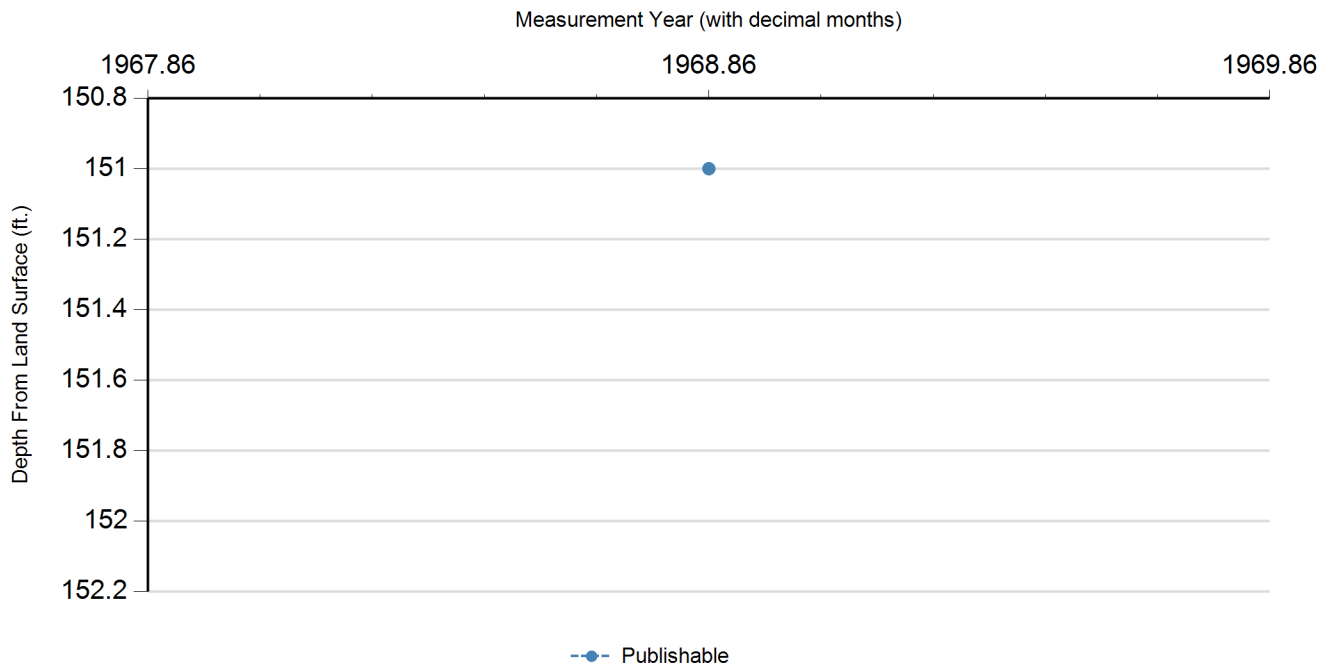 Measurement Year (with decimal months)
1967.86 1968.86 1969.86
150.8
151
151.2
151.4
151.6
151.8
152
152.2
Depth From Land Surface (ft.)
Publishable